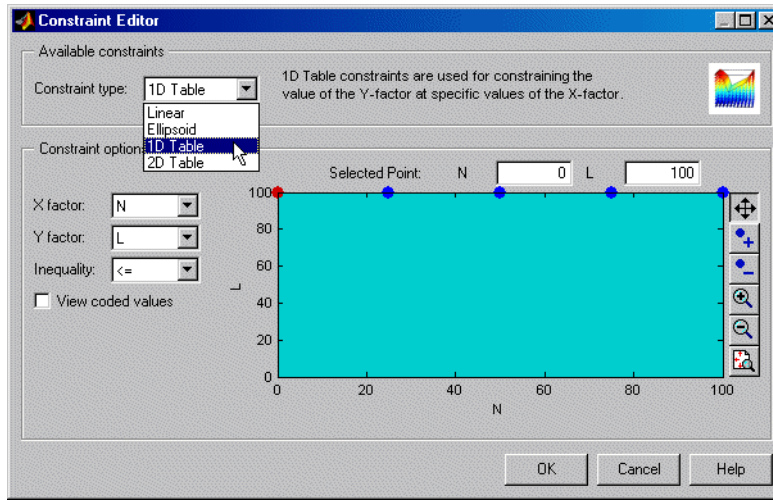 Constraint Editor
Available constraints
Constraint type: 1D Table
1D Table constraints are used for constraining the
value of the Y-factor at specific values of the X-factor.
Linear
Ellipsoid
1D Table
2D Table
Constraint option
Selected Point: N 0 L 100
X factor: N
Y factor: L
Inequality: <=
View coded values
100
80
60
40
20
0
L
0 20 40 60 80 100
N
OK Cancel Help